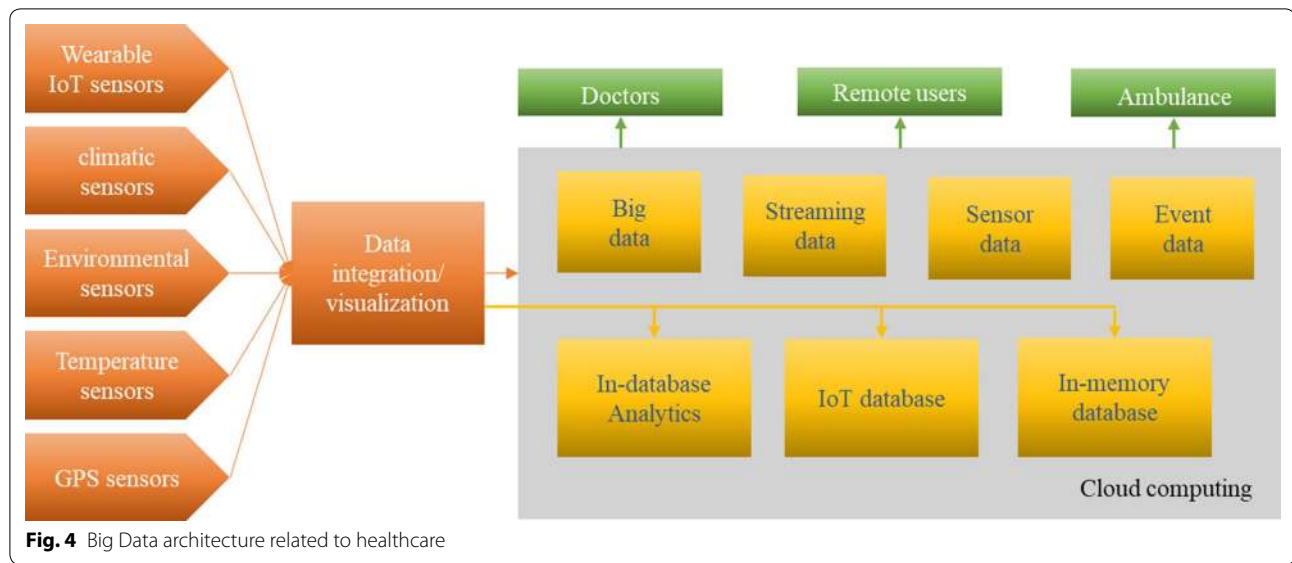 Wearable
IoT sensors
climatic
sensors
Environmental
sensors
Temperature
sensors
GPS sensors
Data
integration/
visualization
Doctors
Remote users
Ambulance
Big
data
Streaming
data
Sensor
data
Event
data
In-database
Analytics
IoT database
In-memory
database
Cloud computing
Fig. 4 Big Data architecture related to healthcare